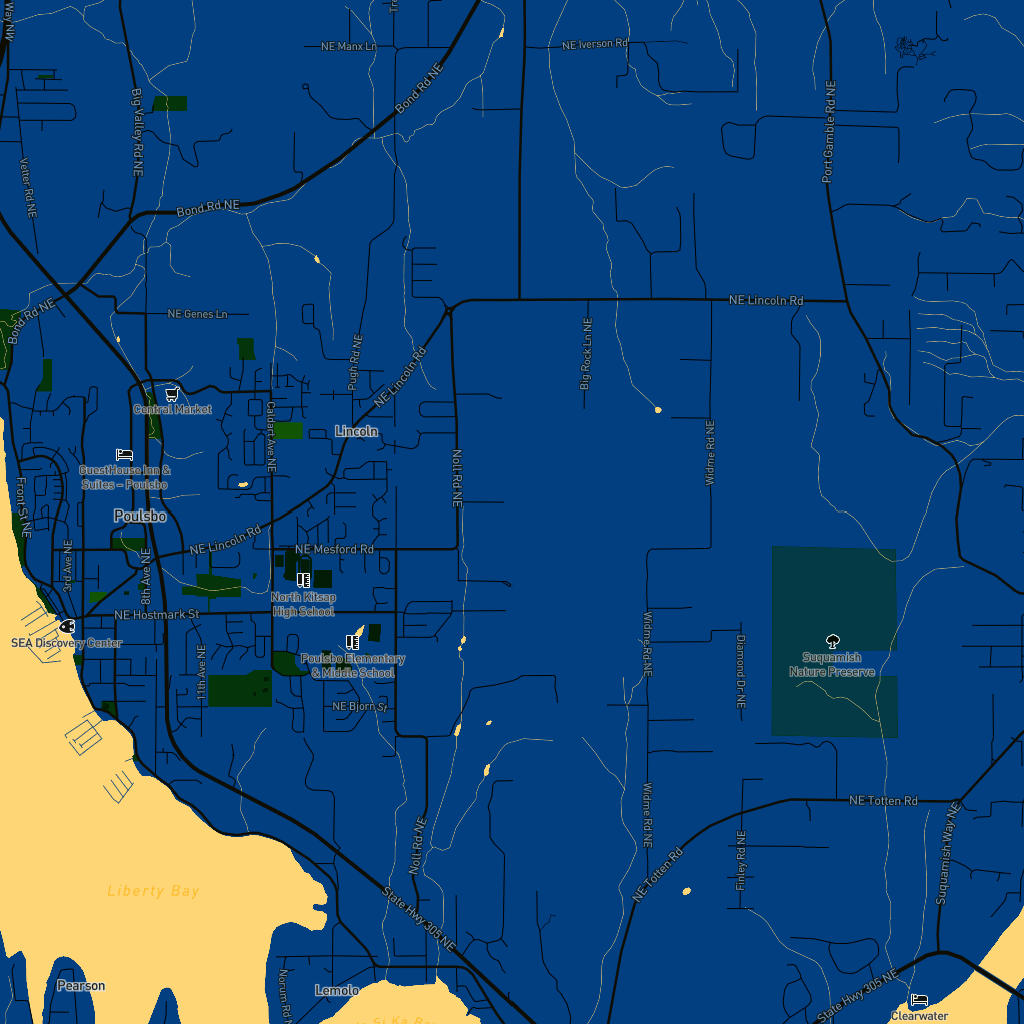 Way NW
NE Manx Ln
NE Iverson Rd
Bond Rd NE
Big Valley Rd NE
Port Gamble Rd NE
Vetter Rd NE
Bond Rd NE
NE Lincoln Rd
Bond Rd NE
NE Genes Ln
Pugh Rd NE
Big Rock Ln NE
NE Lincoln Rd
Central Market
Caldart Ave NE
Lincoln
Widme Rd NE
GuestHouse Inn &
Suites – Poulsbo
Noll Rd NE
Front St NE
Poulsbo
NE Lincoln Rd
NE Mesford Rd
3rd Ave NE
8th Ave NE
North Kitsap
High School
NE Hostmark St
SEA Discovery Center
Widme Rd NE
Diamond Dr NE
Poulsbo Elementary
& Middle School
Suquamish
Nature Preserve
11th Ave NE
NE Bjorn St
NE Totten Rd
Widme Rd NE
Noll Rd NE
Finley Rd NE
Suquamish Way NE
NE Totten Rd
Liberty Bay
State Hwy 305 NE
Pearson
Lemolo
Norum Rd N
State Hwy 305 NE
Clearwater